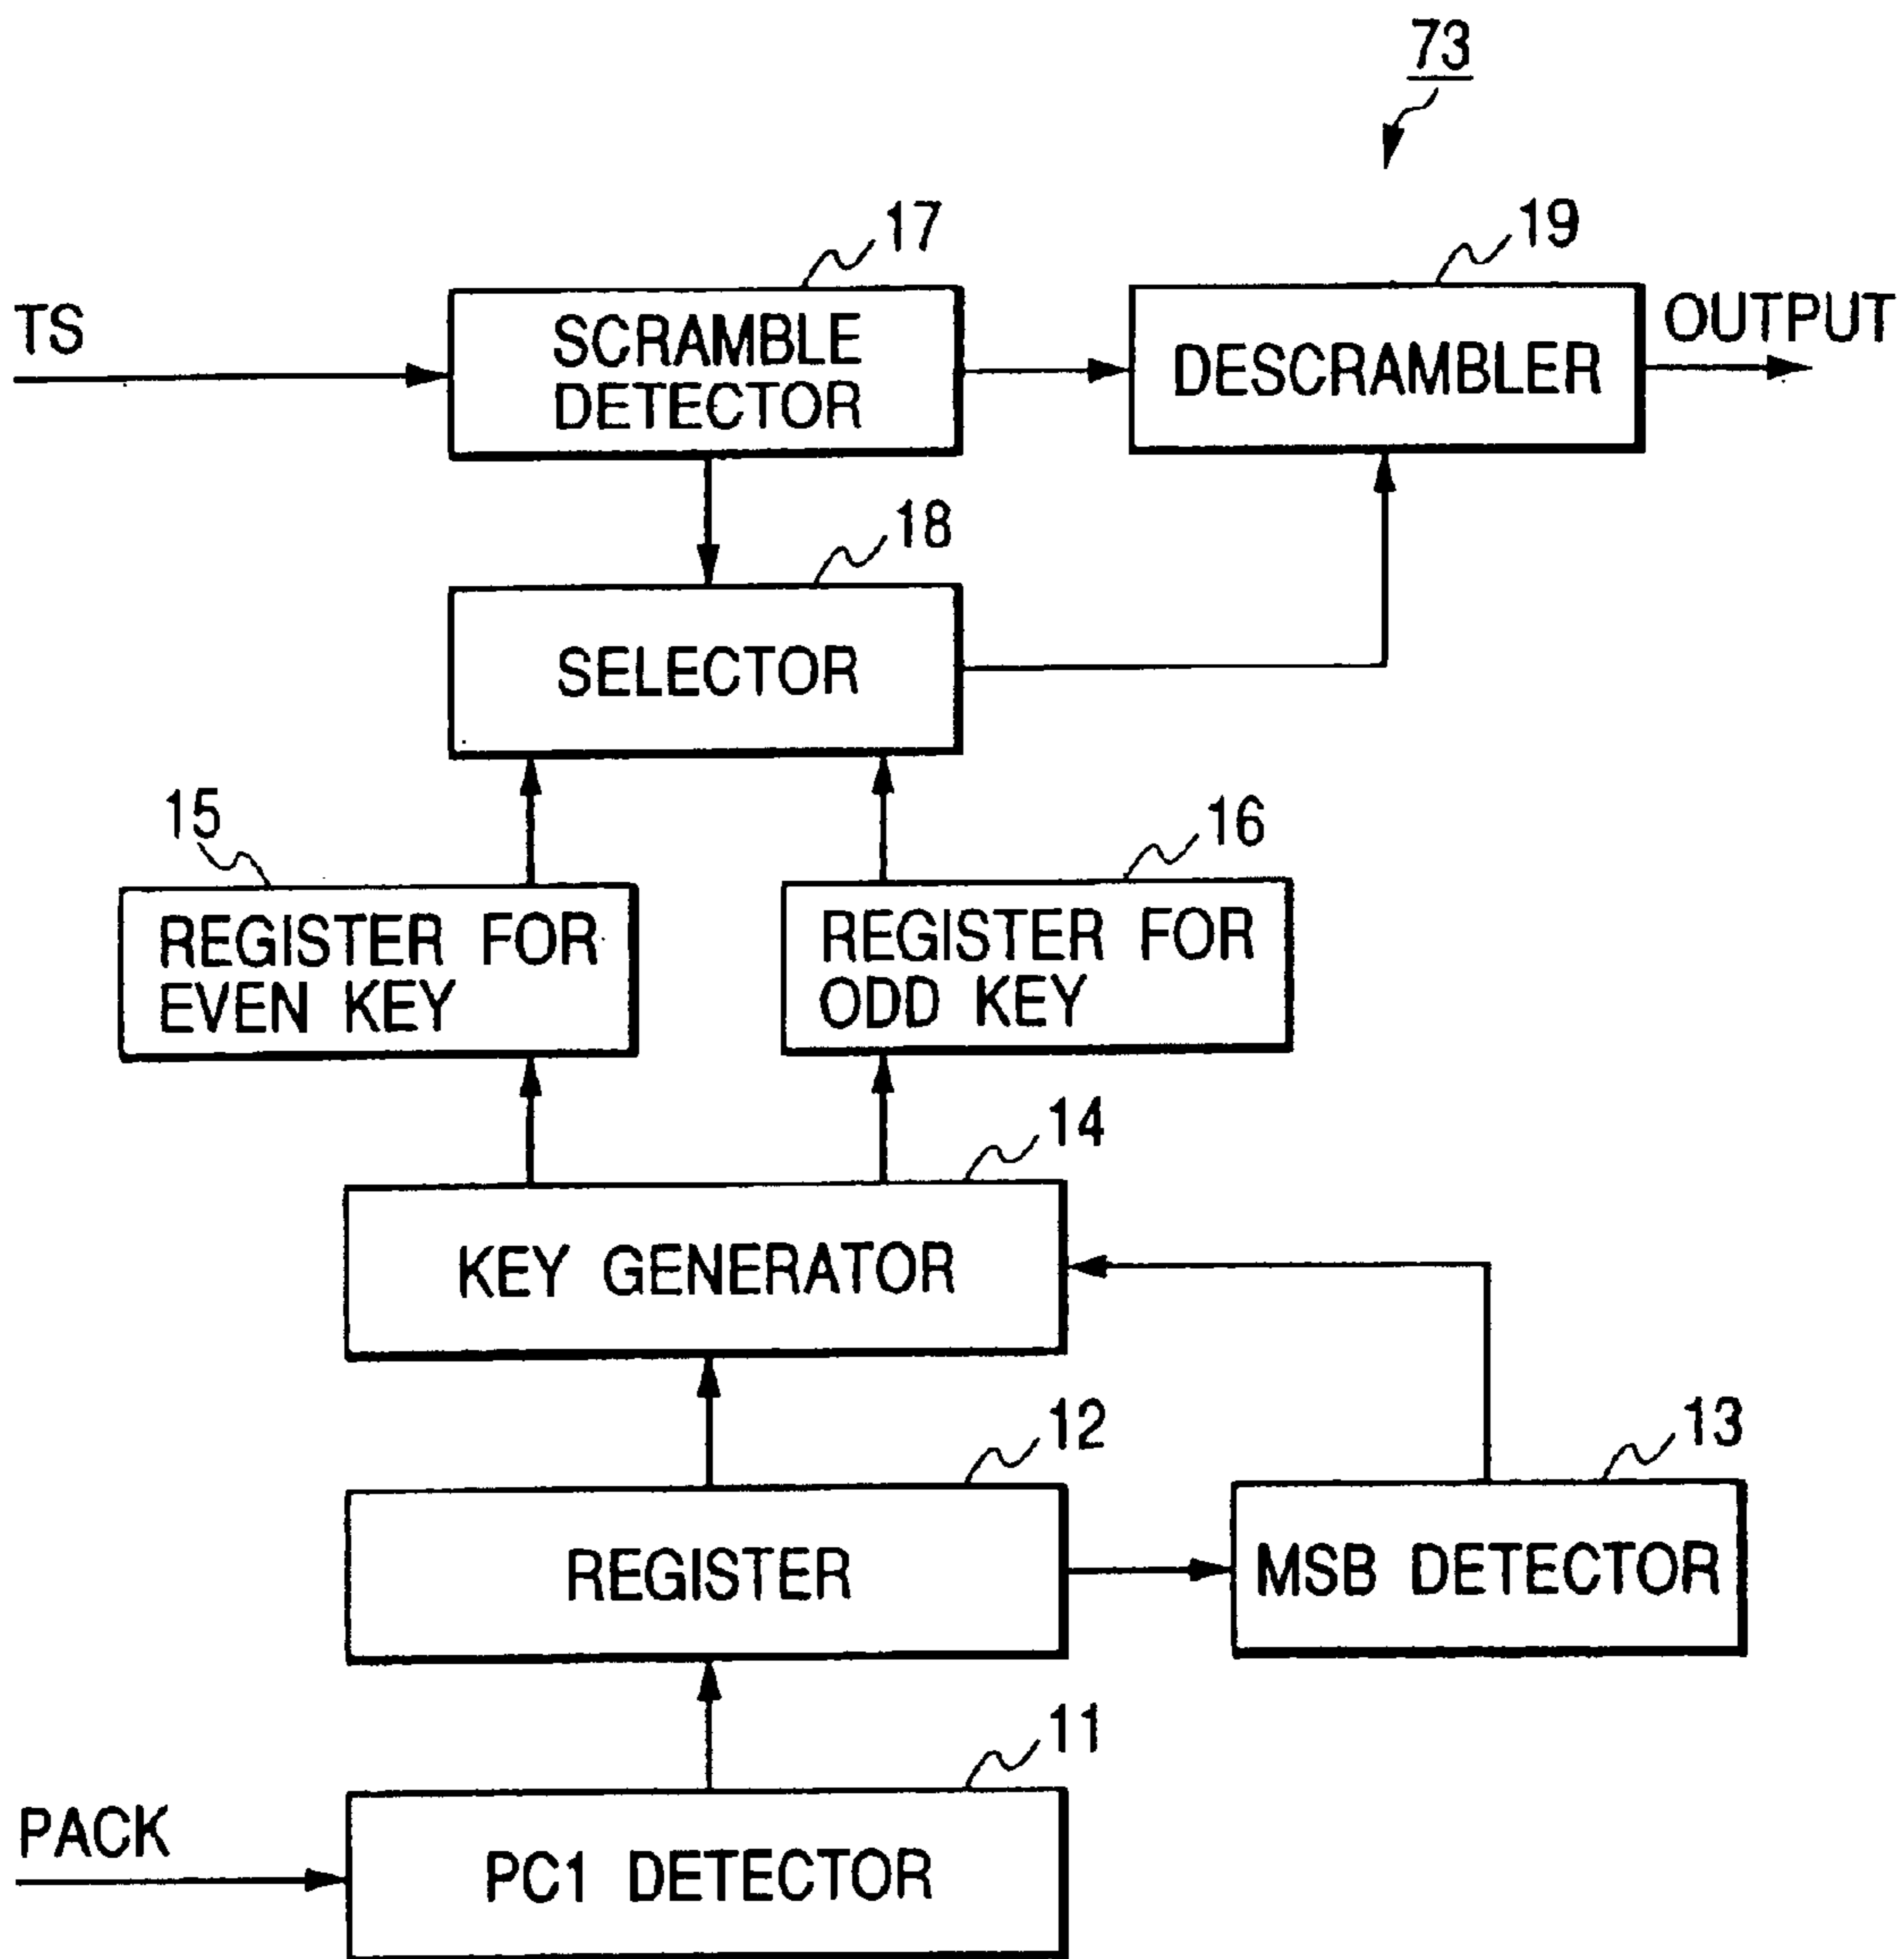 73
17
19
TS
SCRAMBLE
DETECTOR
DESCRAMBLER
OUTPUT
18
SELECTOR
15
16
REGISTER FOR
EVEN KEY
REGISTER FOR
ODD KEY
14
KEY GENERATOR
12
13
REGISTER
MSB DETECTOR
11
PACK
PC1 DETECTOR